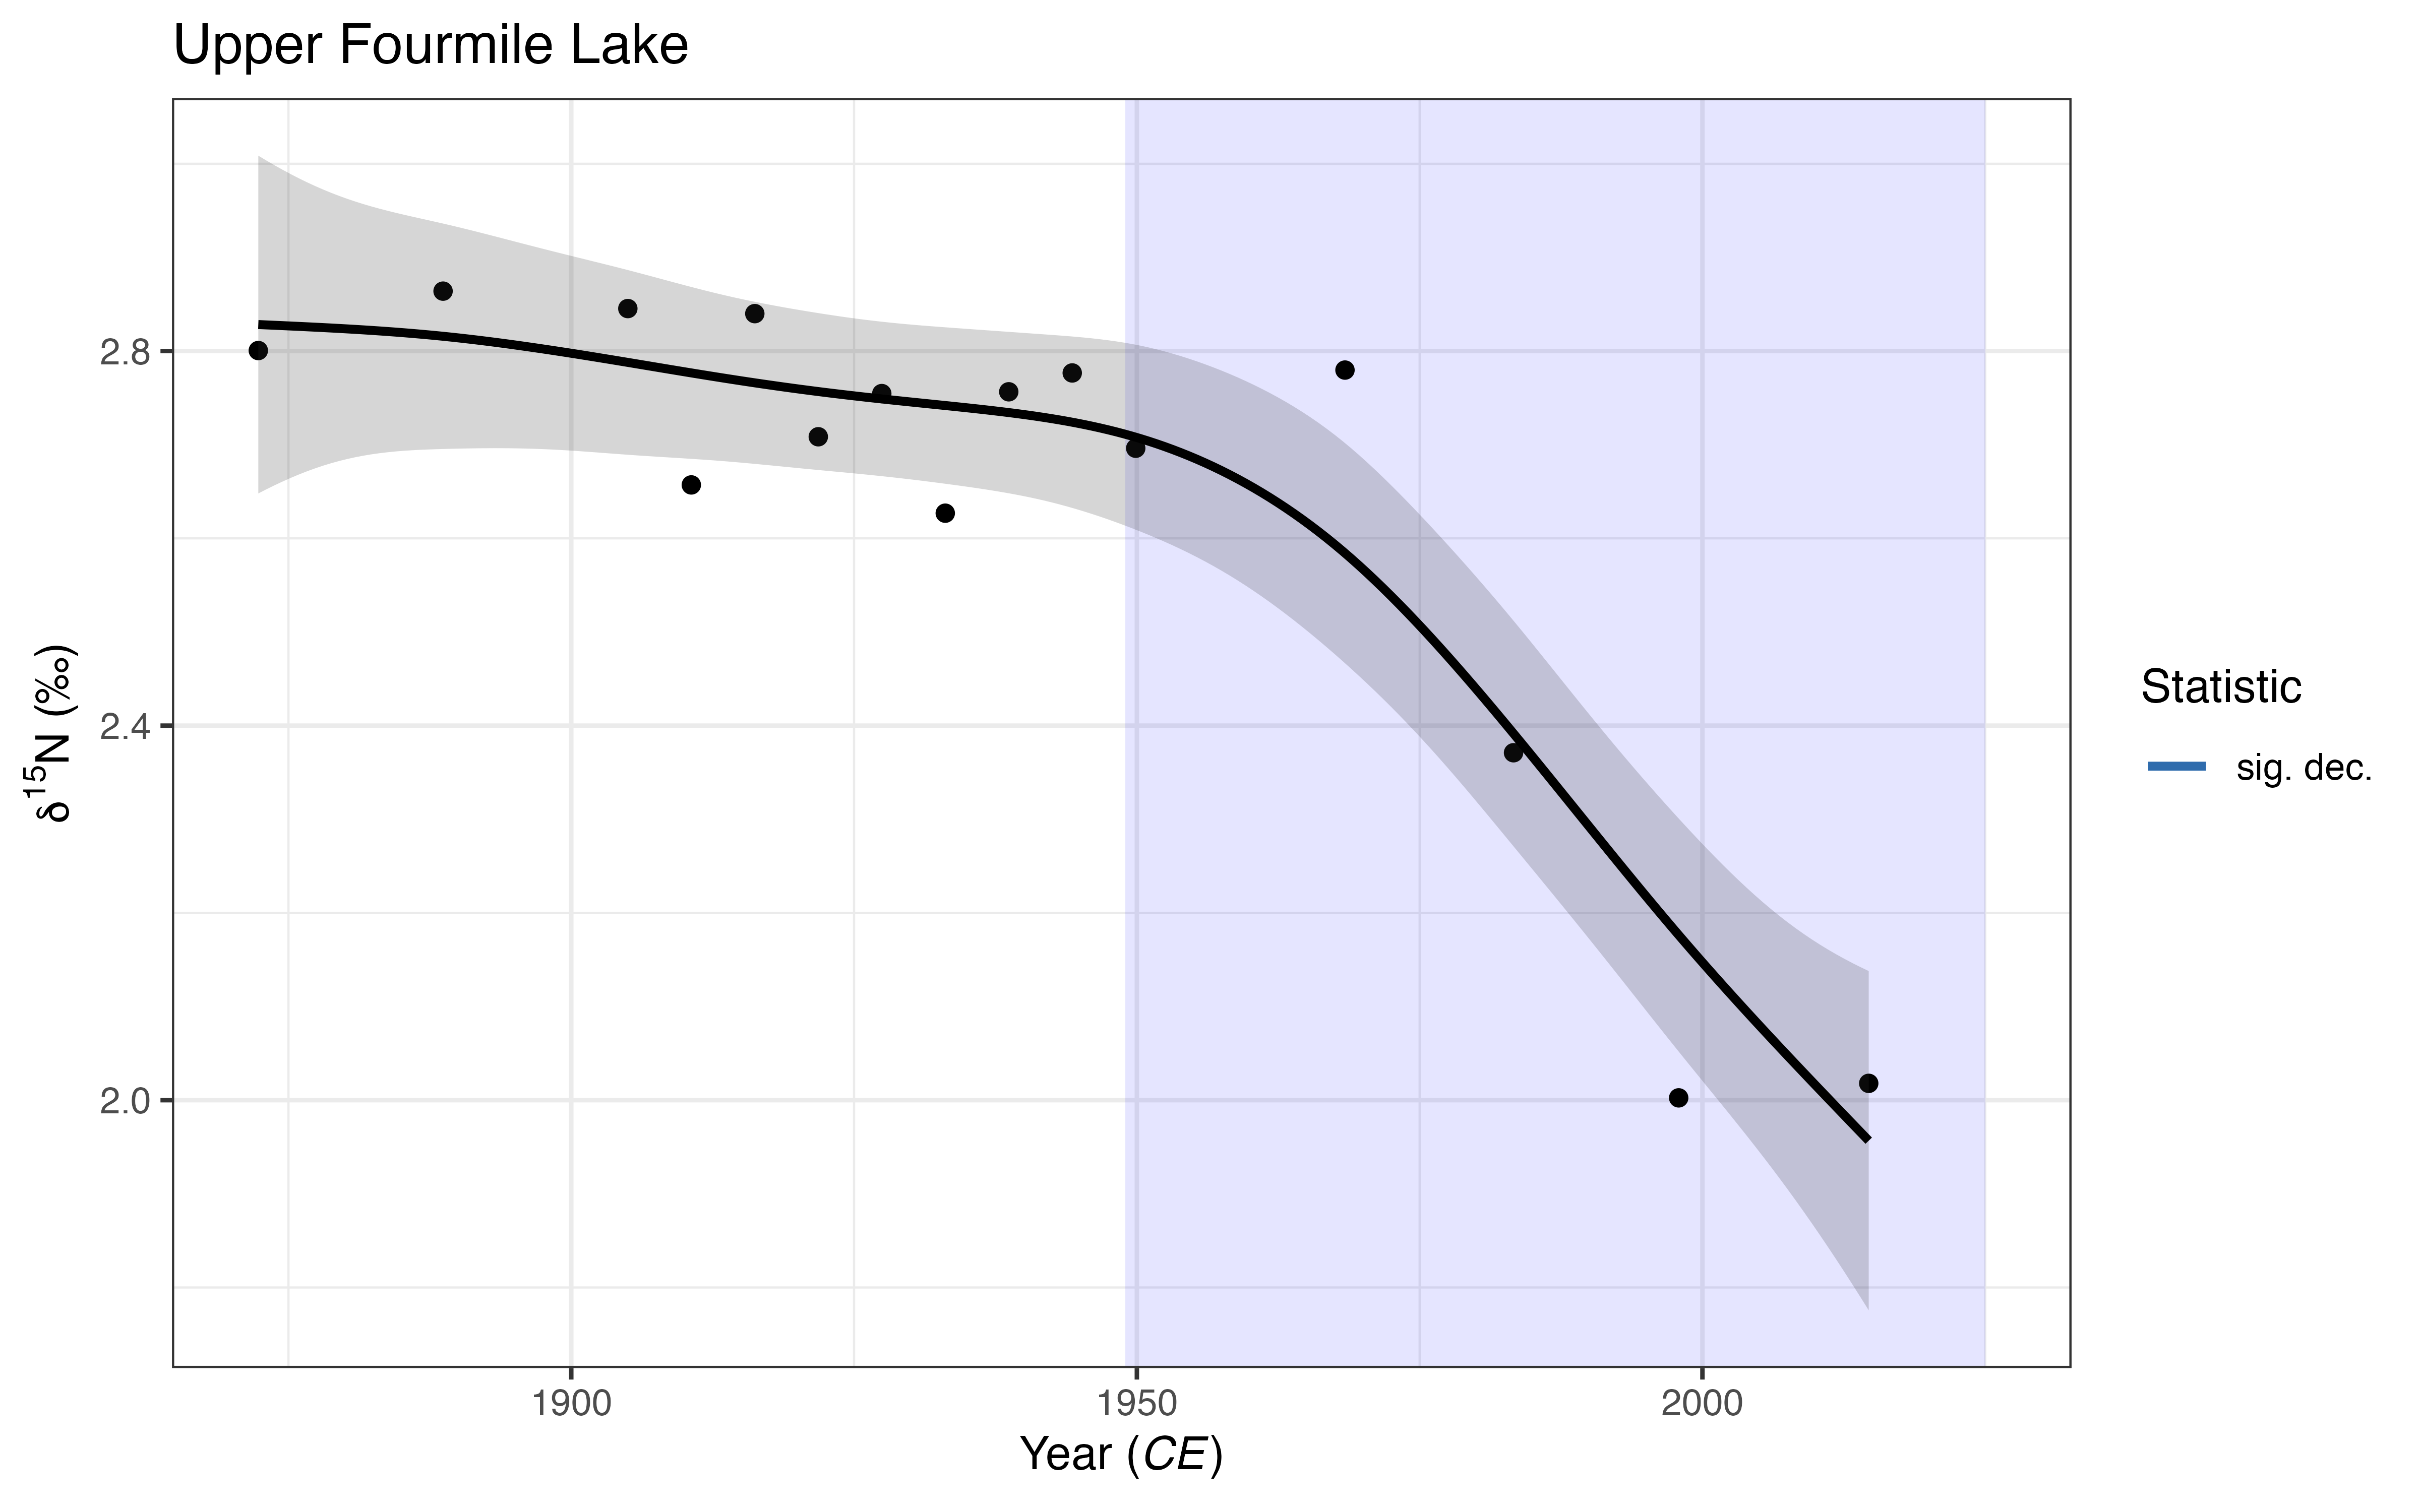 Upper Fourmile Lake
2.8
2.4
2.0
δ¹⁵N (‰)
1900 1950 2000
Year (CE)
Statistic
sig. dec.